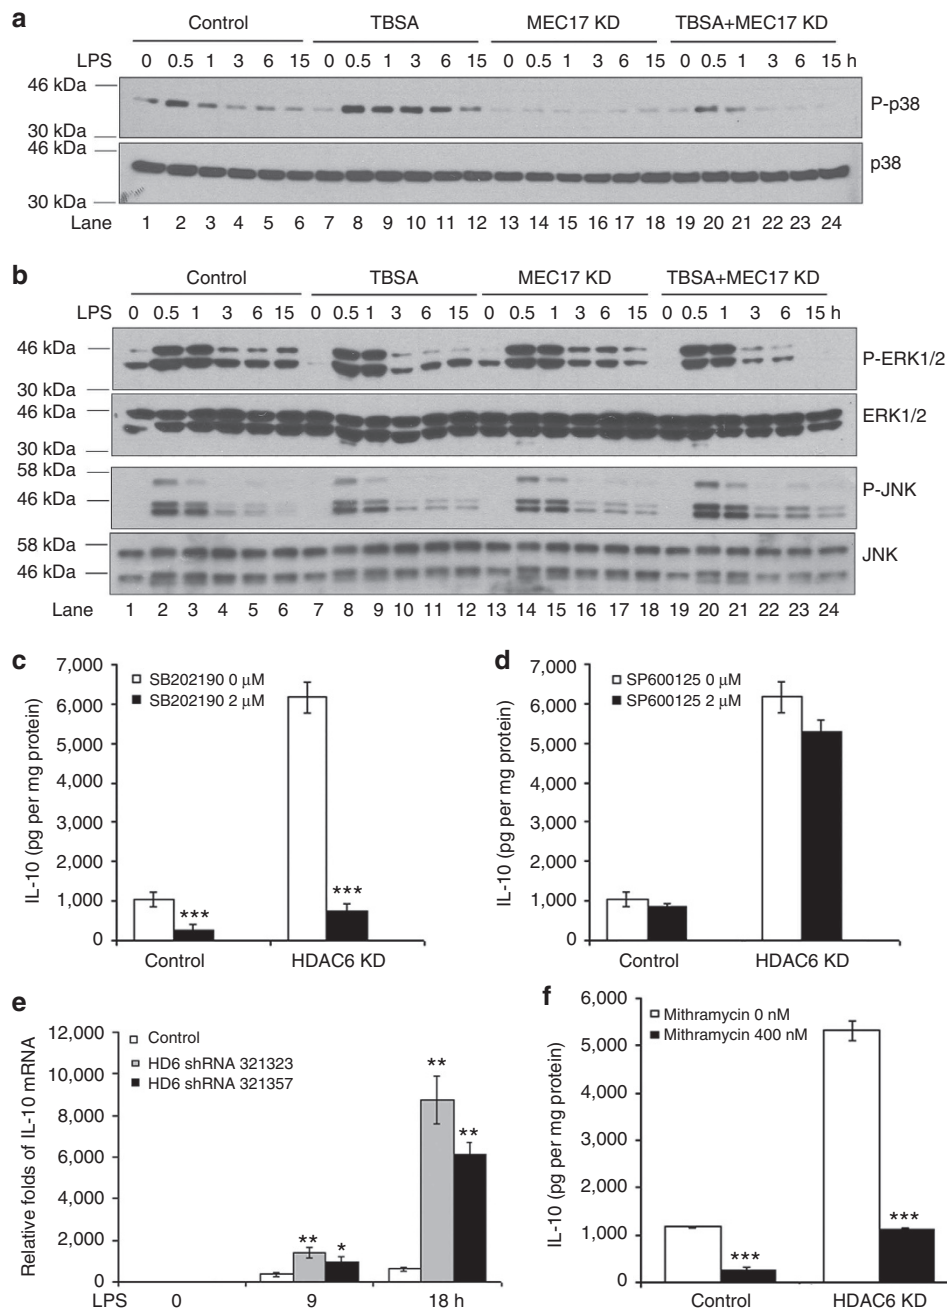 a
Control TBSA MEC17 KD TBSA+MEC17 KD
LPS 0 0.5 1 3 6 15 0 0.5 1 3 6 15 0 0.5 1 3 6 15 0 0.5 1 3 6 15 h
46 kDa
P-p38
30 kDa
46 kDa
p38
30 kDa
Lane 1 2 3 4 5 6 7 8 9 10 11 12 13 14 15 16 17 18 19 20 21 22 23 24
b
Control TBSA MEC17 KD TBSA+MEC17 KD
LPS 0 0.5 1 3 6 15 0 0.5 1 3 6 15 0 0.5 1 3 6 15 0 0.5 1 3 6 15 h
46 kDa
P-ERK1/2
30 kDa
46 kDa
ERK1/2
30 kDa
58 kDa
P-JNK
46 kDa
58 kDa
JNK
46 kDa
Lane 1 2 3 4 5 6 7 8 9 10 11 12 13 14 15 16 17 18 19 20 21 22 23 24
c
IL-10 (pg per mg protein)
7,000
6,000
5,000
4,000
3,000
2,000
1,000
0
SB202190 0 μM
SB202190 2 μM
***
***
Control HDAC6 KD
d
IL-10 (pg per mg protein)
7,000
6,000
5,000
4,000
3,000
2,000
1,000
0
SP600125 0 μM
SP600125 2 μM
Control HDAC6 KD
e
Relative folds of IL-10 mRNA
12,000
10,000
8,000
6,000
4,000
2,000
0
Control
HD6 shRNA 321323
HD6 shRNA 321357
**
*
**
**
LPS 0 9 18 h
f
IL-10 (pg per mg protein)
6,000
5,000
4,000
3,000
2,000
1,000
0
Mithramycin 0 nM
Mithramycin 400 nM
***
***
Control HDAC6 KD